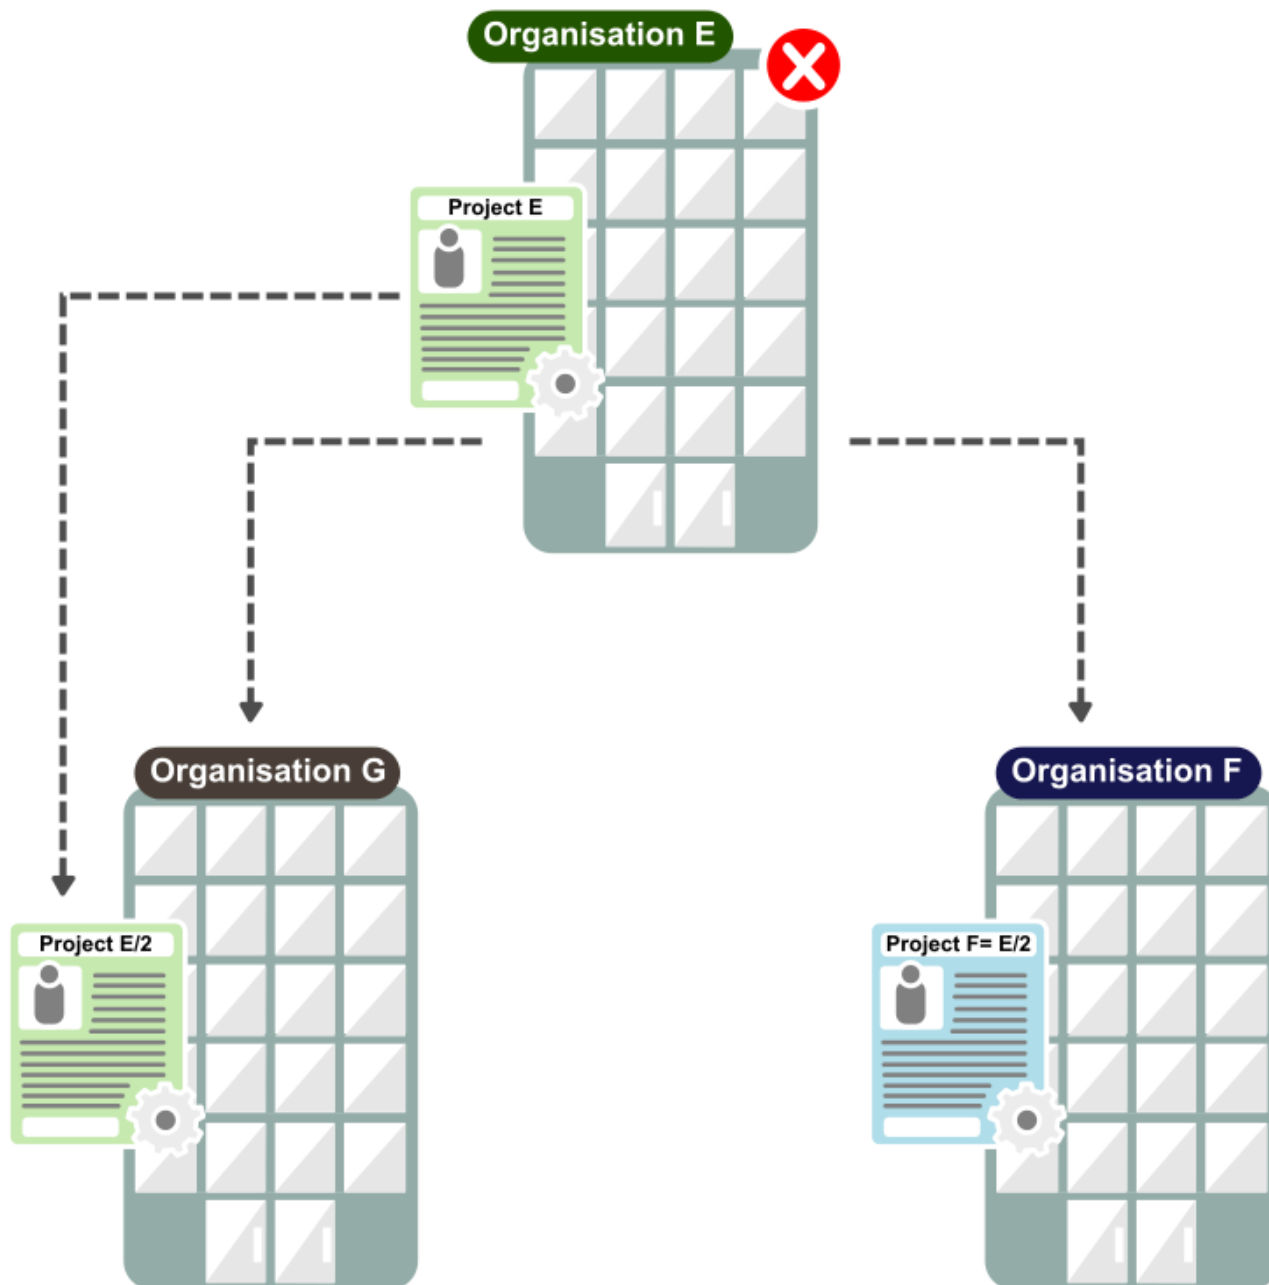 Organisation E
Project E
Organisation G
Organisation F
Project E/2
Project F= E/2